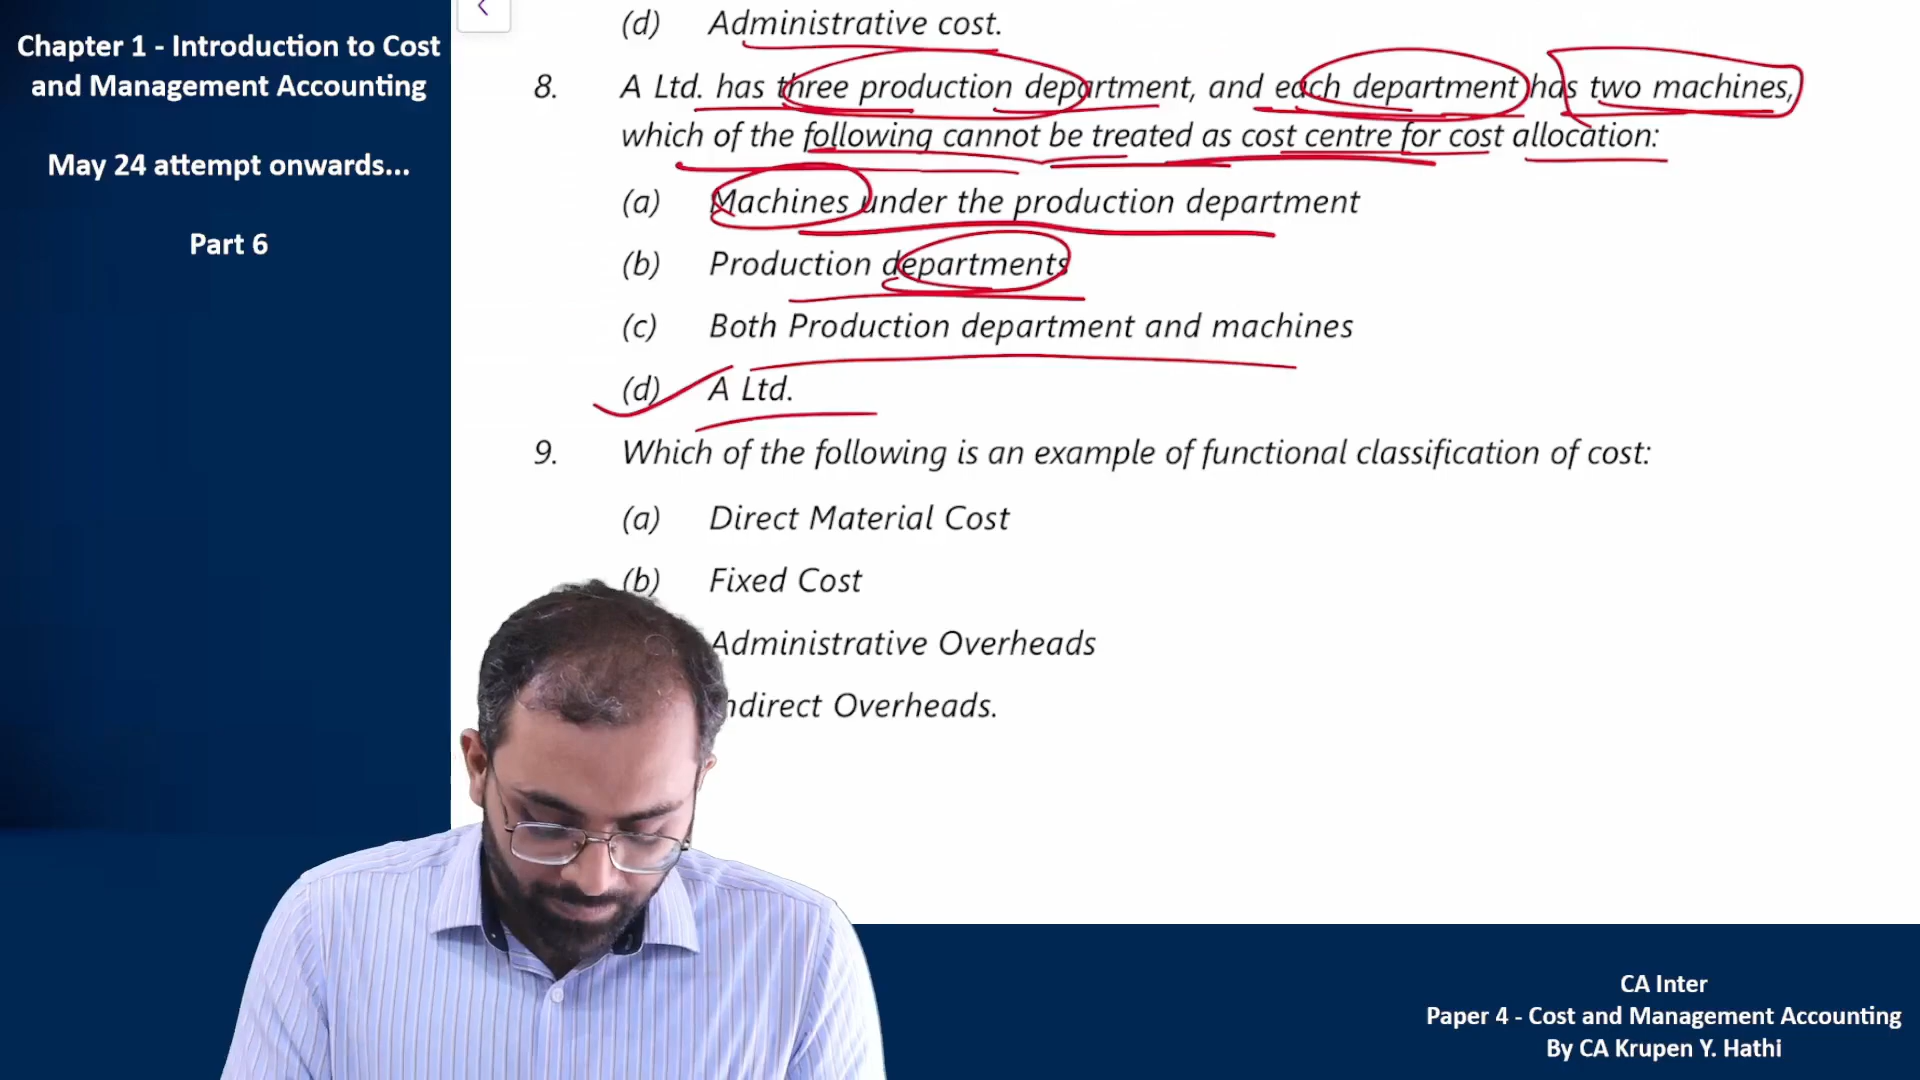 Chapter 1 - Introduction to Cost
and Management Accounting
May 24 attempt onwards...
Part 6
(d) Administrative cost.
8. A Ltd. has three production department, and each department has two machines,
which of the following cannot be treated as cost centre for cost allocation:
(a) Machines under the production department
(b) Production departments
(c) Both Production department and machines
(d) A Ltd.
9. Which of the following is an example of functional classification of cost:
(a) Direct Material Cost
(b) Fixed Cost
Administrative Overheads
Indirect Overheads.
CA Inter
Paper 4 - Cost and Management Accounting
By CA Krupen Y. Hathi